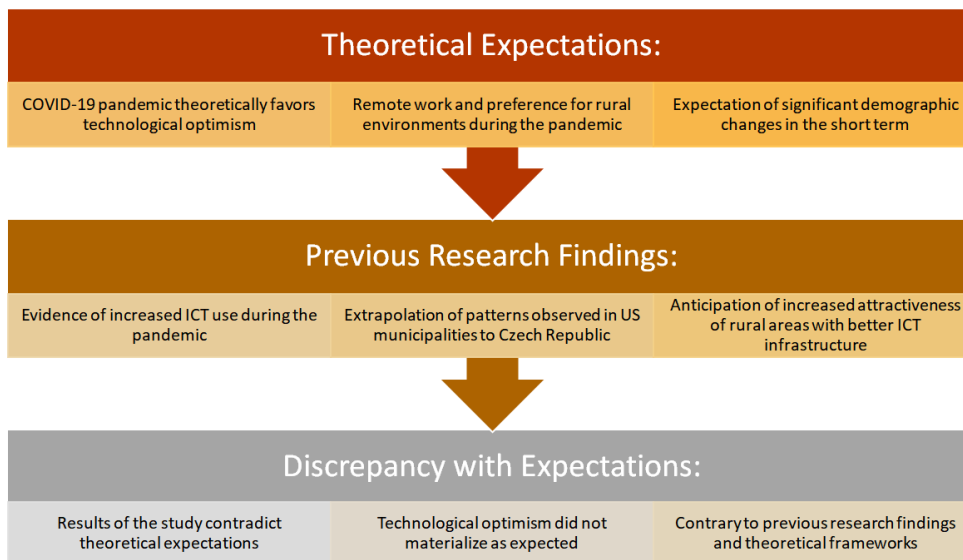 Theoretical Expectations:
COVID-19 pandemic theoretically favors
technological optimism
Remote work and preference for rural
environments during the pandemic
Expectation of significant demographic
changes in the short term
Previous Research Findings:
Evidence of increased ICT use during the
pandemic
Extrapolation of patterns observed in US
municipalities to Czech Republic
Anticipation of increased attractiveness
of rural areas with better ICT
infrastructure
Discrepancy with Expectations:
Results of the study contradict
theoretical expectations
Technological optimism did not
materialize as expected
Contrary to previous research findings
and theoretical frameworks